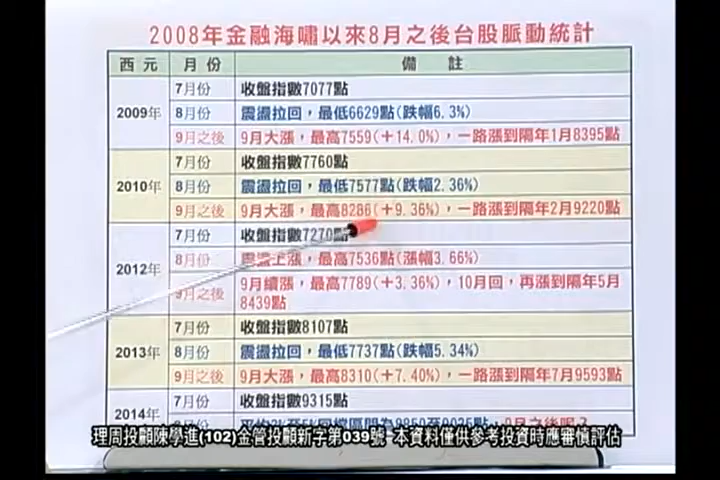 2008年金融海嘯以來8月之後台股脈動統計
西元 月份 備註
2009年
7月份 收盤指數7077點
8月份 震盪拉回,最低6629點(跌幅6.3%)
9月之後 9月大漲,最高7559(+14.0%),一路漲到隔年1月8395點
2010年
7月份 收盤指數7760點
8月份 震盪拉回,最低7577點(跌幅2.36%)
9月之後 9月大漲,最高8286(+9.36%),一路漲到隔年2月9220點
2012年
7月份 收盤指數7270點
8月份 震盪上漲,最高7536點(漲幅3.66%)
9月之後 9月續漲,最高7789(+3.36%),10月回,再漲到隔年5月
8439點
2013年
7月份 收盤指數8107點
8月份 震盪拉回,最低7737點(跌幅5.34%)
9月之後 9月大漲,最高8310(+7.40%),一路漲到隔年7月9593點
2014年
7月份 收盤指數9315點
理周投顧陳學進(102)金管投顧新字第039號 本資料僅供參考投資時應審慎評估